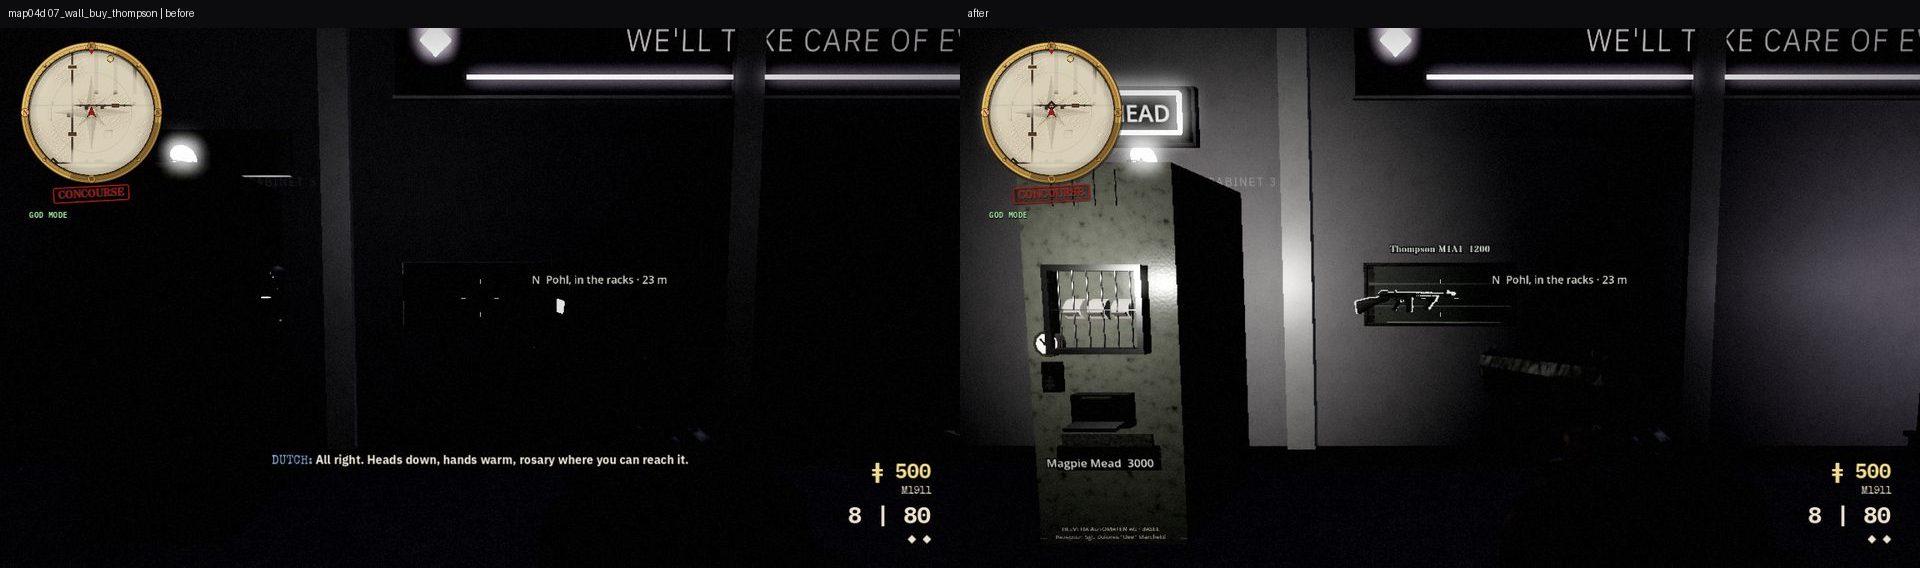 map04d 07_wall_buy_thompson | before
after
WE'LL T KE CARE OF E
CONCOURSE
GOD MODE
N Pohl, in the racks · 23 m
DUTCH: All right. Heads down, hands warm, rosary where you can reach it.
500
M1911
8 | 80
WE'LL T KE CARE OF E
EAD
CONCOURSE
ABINET 3
GOD MODE
Thompson M1A1 1200
N Pohl, in the racks · 23 m
Magpie Mead 3000
500
M1911
8 | 80